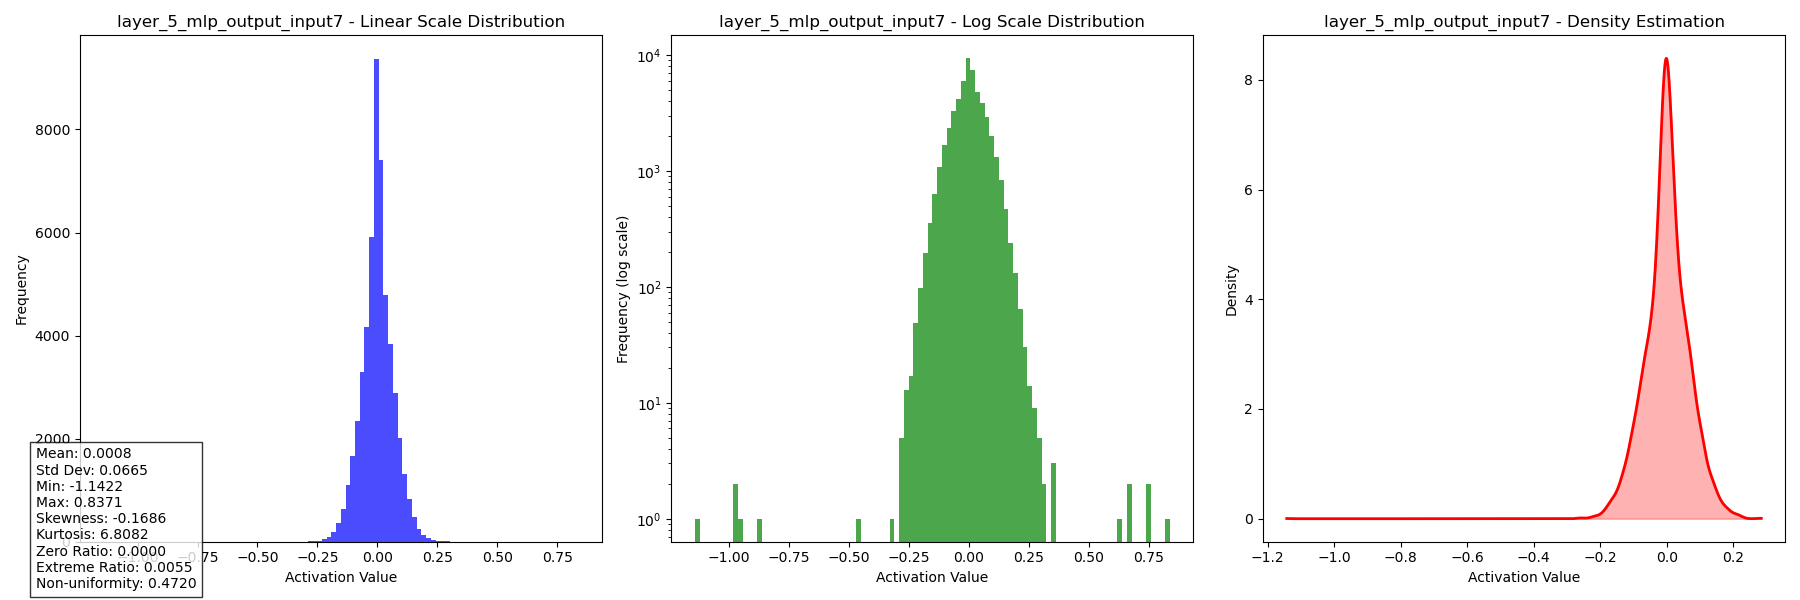 layer_5_mlp_output_input7 - Linear Scale Distribution
Frequency
8000
6000
4000
2000
−0.75
−0.50
−0.25
0.00
0.25
0.50
0.75
Activation Value
Mean: 0.0008
Std Dev: 0.0665
Min: -1.1422
Max: 0.8371
Skewness: -0.1686
Kurtosis: 6.8082
Zero Ratio: 0.0000
Extreme Ratio: 0.0055
Non-uniformity: 0.4720
layer_5_mlp_output_input7 - Log Scale Distribution
Frequency (log scale)
10⁴
10³
10²
10¹
10⁰
−1.00
−0.75
−0.50
−0.25
0.00
0.25
0.50
0.75
Activation Value
layer_5_mlp_output_input7 - Density Estimation
Density
8
6
4
2
0
−1.2
−1.0
−0.8
−0.6
−0.4
−0.2
0.0
0.2
Activation Value